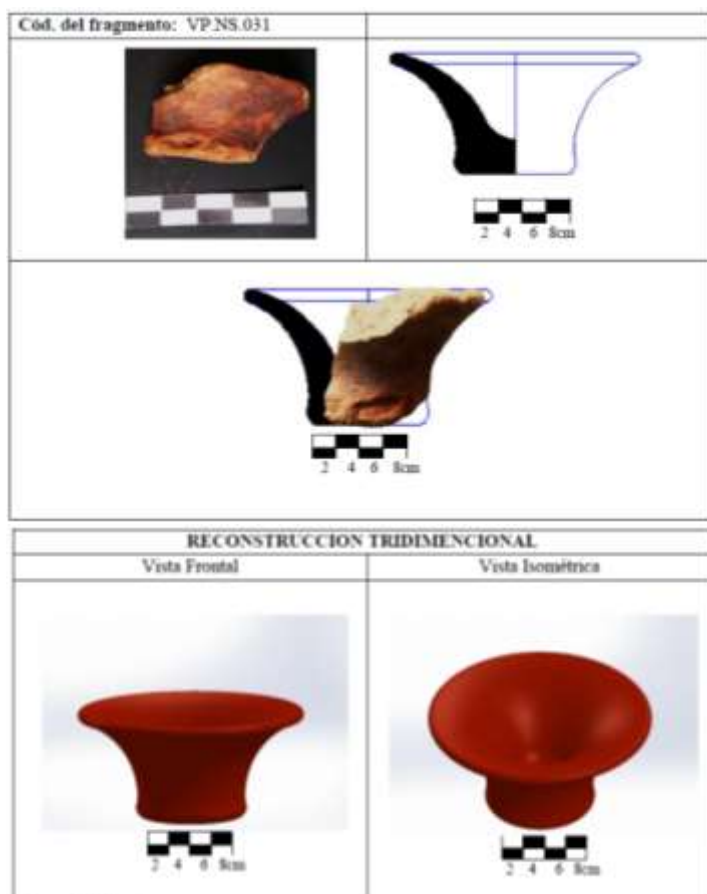 Cód. del fragmento: VP.NS.031
2 4 6 8cm
2 4 6 8cm
RECONSTRUCCION TRIDIMENCIONAL
Vista Frontal
Vista Isométrica
2 4 6 8cm
2 4 6 8cm